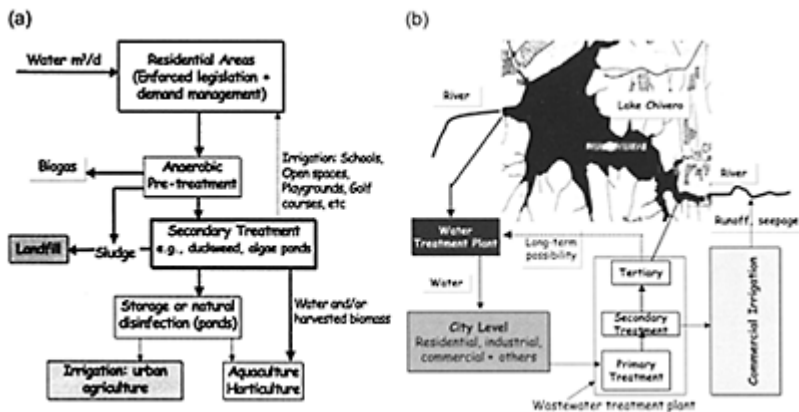 (a)
Water m³/d
Residential Areas
(Enforced legislation +
demand management)
Biogas
Anaerobic
Pre-treatment
Irrigation: Schools,
Open spaces,
Playgrounds, Golf
courses, etc
Landfill
Sludge
Secondary Treatment
e.g., duckweed, algae ponds
Storage or natural
disinfection (ponds)
Water and/or
harvested biomass
Irrigation: urban
agriculture
Aquaculture
Horticulture
(b)
River
Lake Chivero
River
Water
Treatment Plant
Long-term
possibility
Runoff, seepage
Water
Tertiary
City Level
Residential, industrial,
commercial + others
Secondary
Treatment
Primary
Treatment
Commercial Irrigation
Wastewater treatment plant